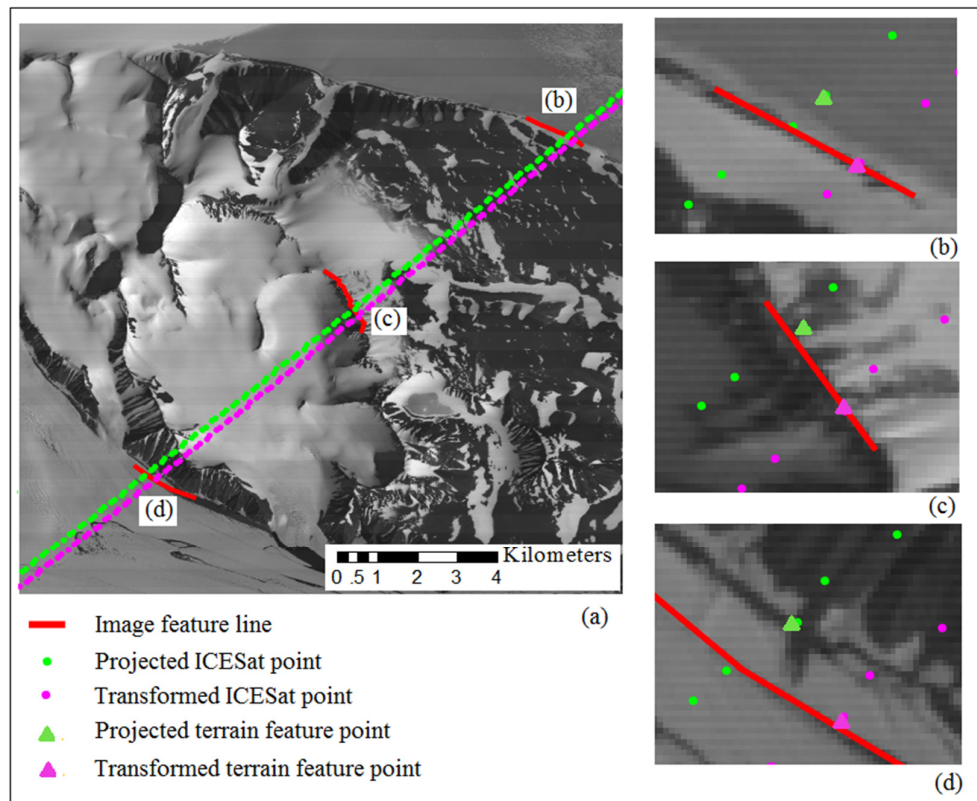 (b)
(c)
(d)
Kilometers
0 .5 1 2 3 4
(a)
(b)
(c)
(d)
Image feature line
Projected ICESat point
Transformed ICESat point
Projected terrain feature point
Transformed terrain feature point